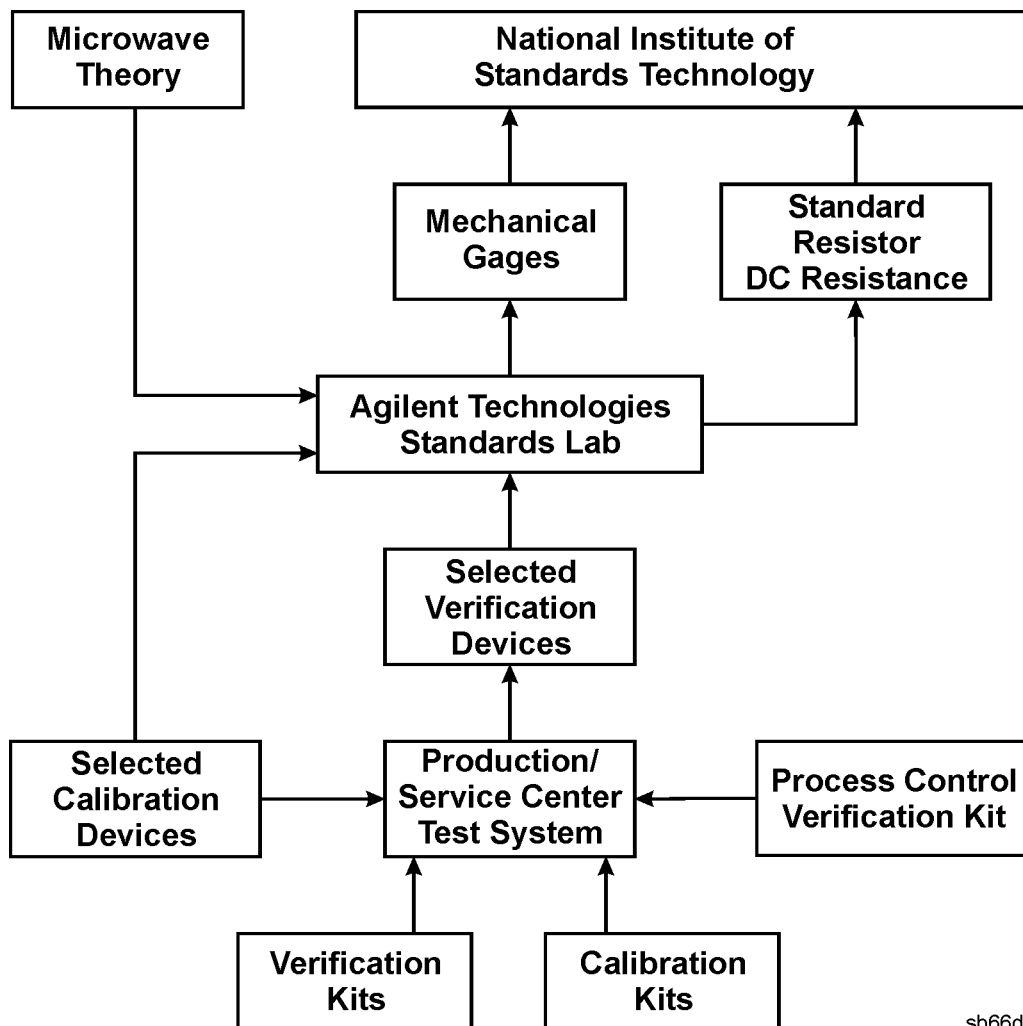 Microwave
Theory
National Institute of
Standards Technology
Mechanical
Gages
Standard
Resistor
DC Resistance
Agilent Technologies
Standards Lab
Selected
Verification
Devices
Selected
Calibration
Devices
Production/
Service Center
Test System
Process Control
Verification Kit
Verification
Kits
Calibration
Kits
sb66d